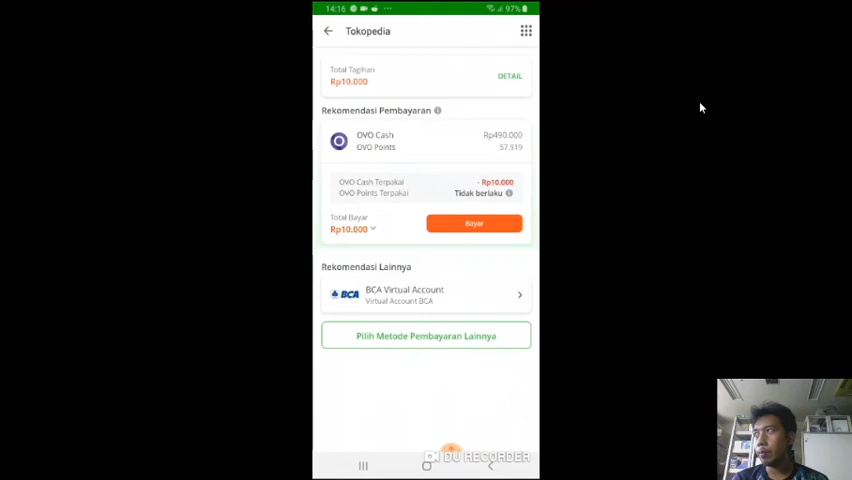 14:16
97%
Tokopedia
Total Tagihan
Rp10.000
DETAIL
Rekomendasi Pembayaran
OVO Cash
Rp490.000
OVO Points
57.919
OVO Cash Terpakai
- Rp10.000
OVO Points Terpakai
Tidak berlaku
Total Bayar
Rp10.000
Bayar
Rekomendasi Lainnya
BCA
BCA Virtual Account
Virtual Account BCA
Pilih Metode Pembayaran Lainnya
DU RECORDER